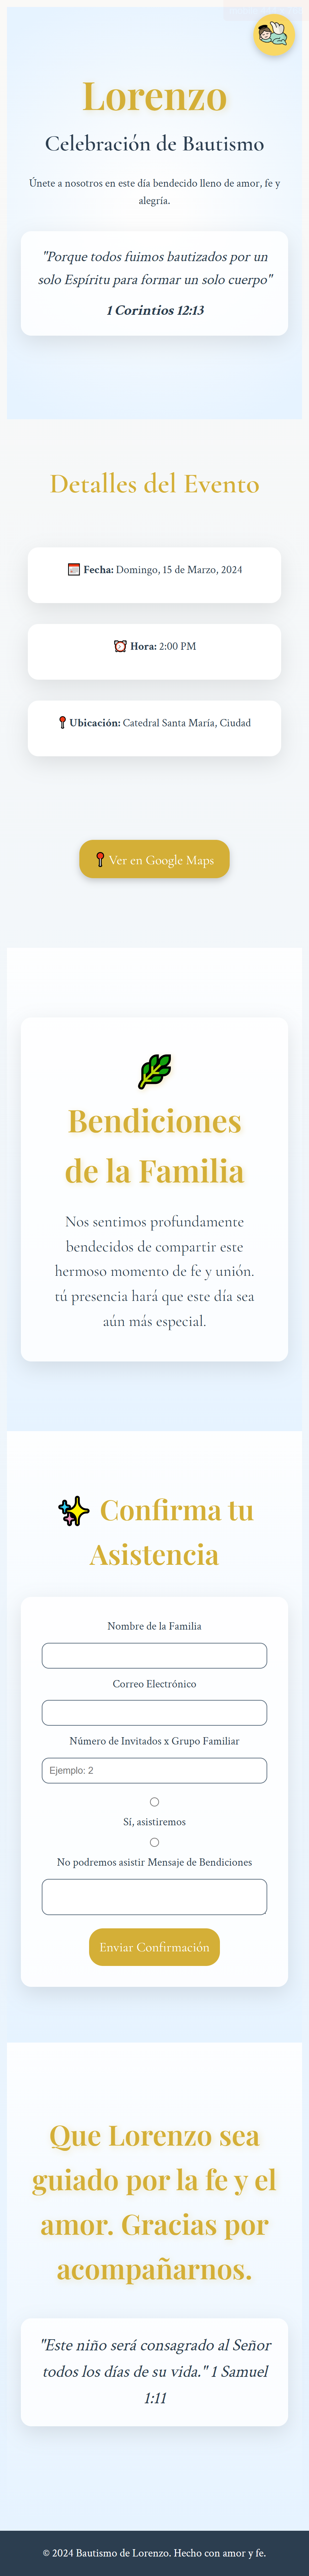 Lorenzo
Celebración de Bautismo
Únete a nosotros en este día bendecido lleno de amor, fe y
alegría.
"Porque todos fuimos bautizados por un
solo Espíritu para formar un solo cuerpo"
1 Corintios 12:13
Detalles del Evento
Fecha: Domingo, 15 de Marzo, 2024
Hora: 2:00 PM
Ubicación: Catedral Santa María, Ciudad
Ver en Google Maps
Bendiciones
de la Familia
Nos sentimos profundamente
bendecidos de compartir este
hermoso momento de fe y unión.
tú presencia hará que este día sea
aún más especial.
Confirma tu
Asistencia
Nombre de la Familia
Correo Electrónico
Número de Invitados x Grupo Familiar
Ejemplo: 2
Sí, asistiremos
No podremos asistir Mensaje de Bendiciones
Enviar Confirmación
Que Lorenzo sea
guiado por la fe y el
amor. Gracias por
acompañarnos.
"Este niño será consagrado al Señor
todos los días de su vida." 1 Samuel
1:11
© 2024 Bautismo de Lorenzo. Hecho con amor y fe.